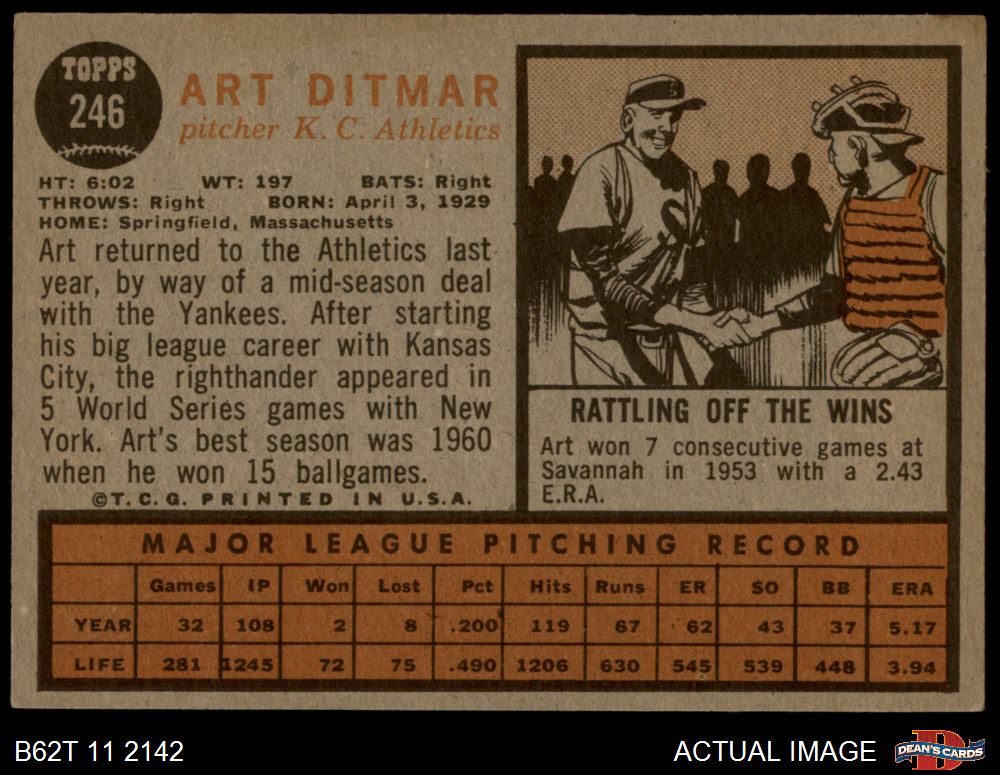 TOPPS
246
ART DITMAR
pitcher K. C. Athletics
HT: 6:02 WT: 197 BATS: Right
THROWS: Right BORN: April 3, 1929
HOME: Springfield, Massachusetts
Art returned to the Athletics last
year, by way of a mid-season deal
with the Yankees. After starting
his big league career with Kansas
City, the righthander appeared in
5 World Series games with New
York. Art's best season was 1960
when he won 15 ballgames.
©T.C.G. PRINTED IN U.S.A.
S
RATTLING OFF THE WINS
Art won 7 consecutive games at
Savannah in 1953 with a 2.43
E.R.A.
MAJOR LEAGUE PITCHING RECORD
Games IP Won Lost Pct Hits Runs ER SO BB ERA
YEAR 32 108 2 8 .200 119 67 62 43 37 5.17
LIFE 281 1245 72 75 .490 1206 630 545 539 448 3.94
B62T 11 2142
ACTUAL IMAGE
DEAN'S CARDS